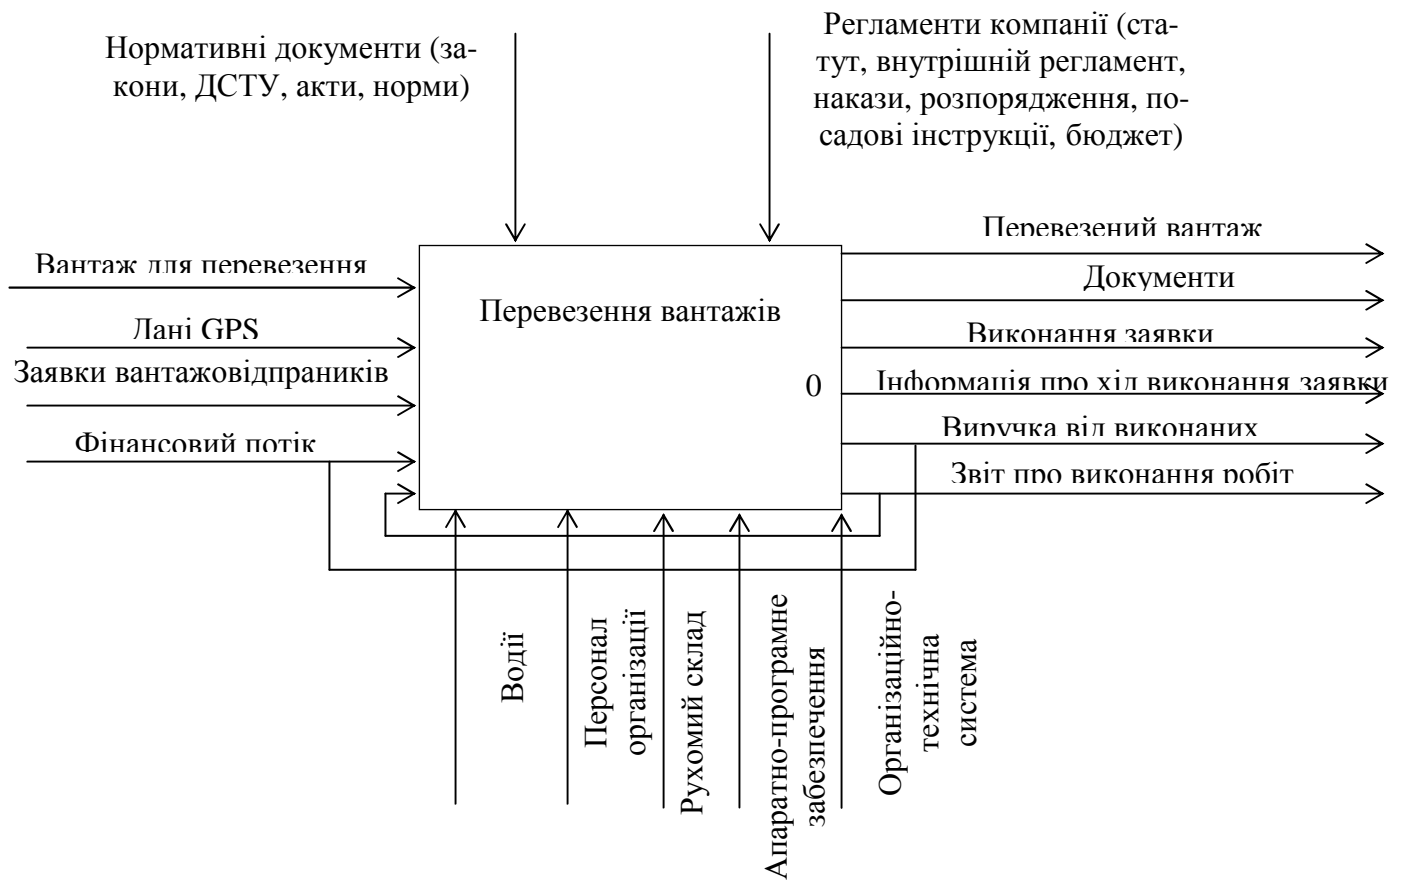 Нормативні документи (за-
кони, ДСТУ, акти, норми)
Регламенти компанії (ста-
тут, внутрішній регламент,
накази, розпорядження, по-
садові інструкції, бюджет)
Вантаж для перевезення
Дані GPS
Заявки вантажовідпраників
Фінансовий потік
Перевезення вантажів
0
Перевезений вантаж
Документи
Виконання заявки
Інформація про хід виконання заявки
Виручка від виконаних
Звіт про виконання робіт
Водії
Персонал
організації
Рухомий склад
Апаратно-програмне
забезпечення
Організаційно-
технічна
система